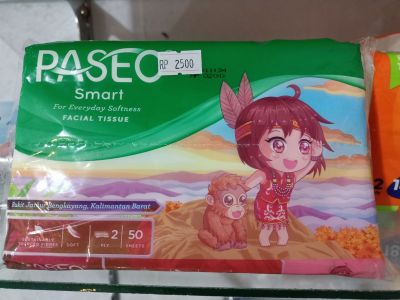 PASEO
RP 2500
Smart
For Everyday Softness
FACIAL TISSUE
Bukit Jamur Bengkayang, Kalimantan Barat
SOFT
2
PLY
50
SHEETS